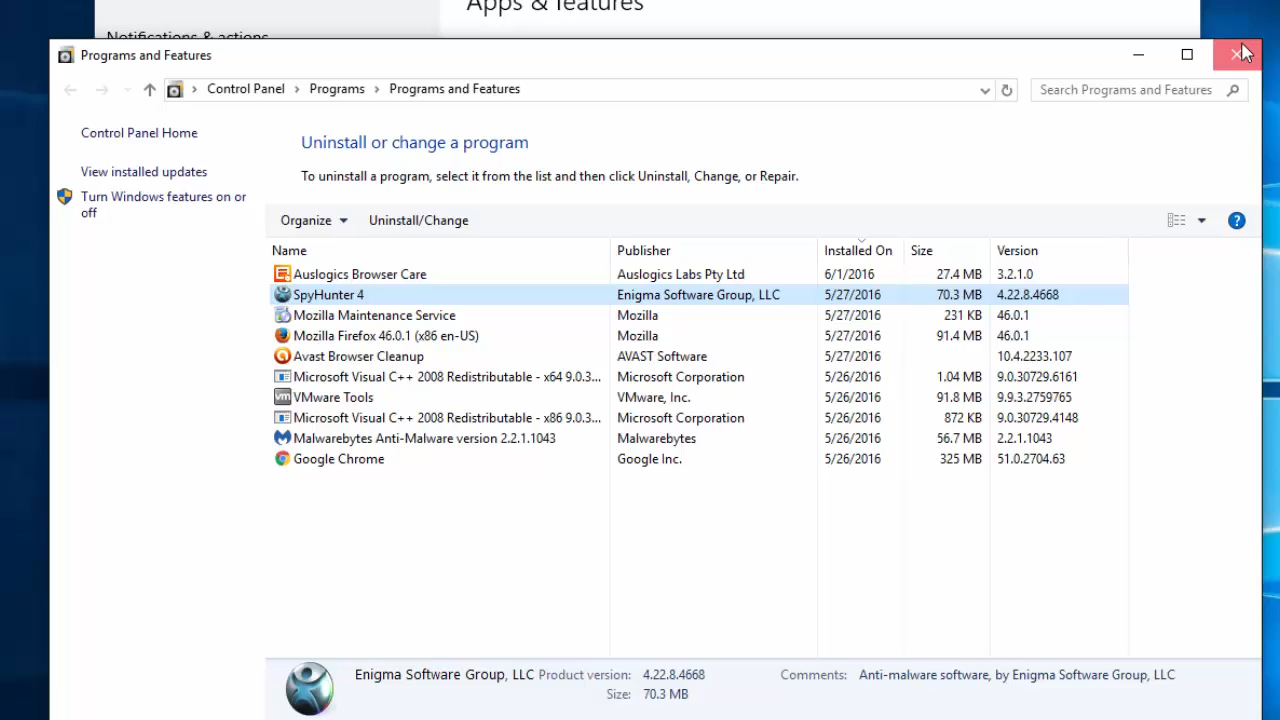 Apps & features
Notifications & actions
Programs and Features
Control Panel > Programs > Programs and Features
Search Programs and Features
Control Panel Home
View installed updates
Turn Windows features on or
off
Uninstall or change a program
To uninstall a program, select it from the list and then click Uninstall, Change, or Repair.
Organize Uninstall/Change ?
Name Publisher Installed On Size Version
Auslogics Browser Care Auslogics Labs Pty Ltd 6/1/2016 27.4 MB 3.2.1.0
SpyHunter 4 Enigma Software Group, LLC 5/27/2016 70.3 MB 4.22.8.4668
Mozilla Maintenance Service Mozilla 5/27/2016 231 KB 46.0.1
Mozilla Firefox 46.0.1 (x86 en-US) Mozilla 5/27/2016 91.4 MB 46.0.1
Avast Browser Cleanup AVAST Software 5/27/2016 10.4.2233.107
Microsoft Visual C++ 2008 Redistributable - x64 9.0.3... Microsoft Corporation 5/26/2016 1.04 MB 9.0.30729.6161
vm VMware Tools VMware, Inc. 5/26/2016 91.8 MB 9.9.3.2759765
Microsoft Visual C++ 2008 Redistributable - x86 9.0.3... Microsoft Corporation 5/26/2016 872 KB 9.0.30729.4148
Malwarebytes Anti-Malware version 2.2.1.1043 Malwarebytes 5/26/2016 56.7 MB 2.2.1.1043
Google Chrome Google Inc. 5/26/2016 325 MB 51.0.2704.63
Enigma Software Group, LLC Product version: 4.22.8.4668 Comments: Anti-malware software, by Enigma Software Group, LLC
Size: 70.3 MB